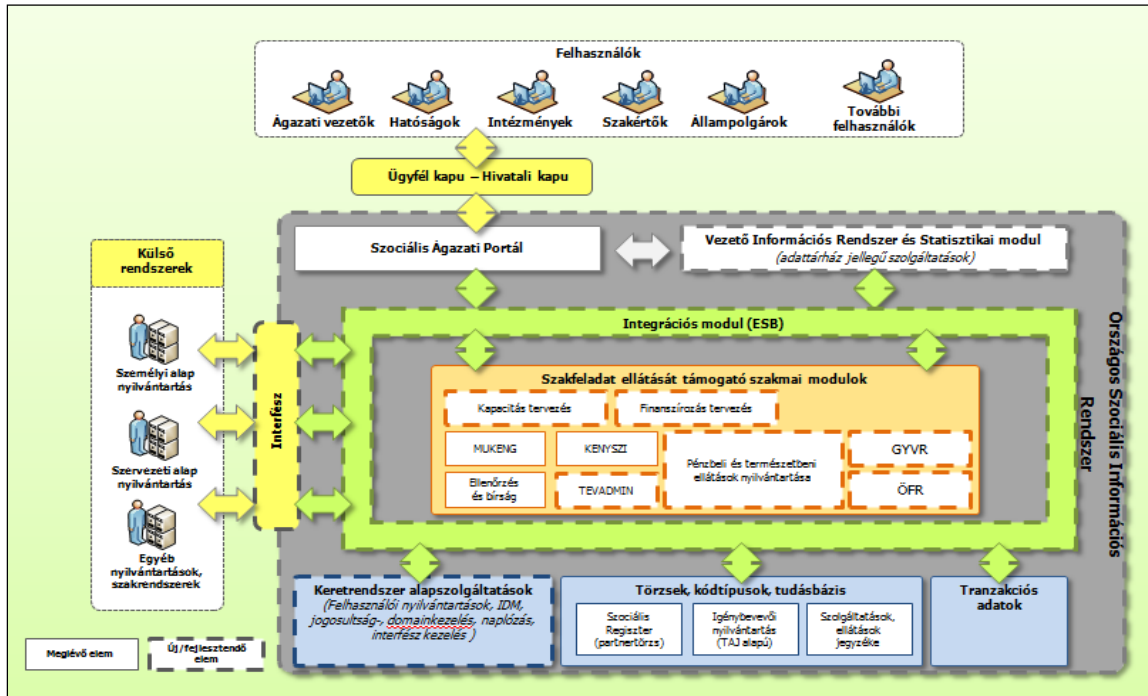 Felhasználók
Ágazati vezetők
Hatóságok
Intézmények
Szakértők
Állampolgárok
További
felhasználók
Ügyfél kapu – Hivatali kapu
Külső
rendszerek
Személyi alap
nyilvántartás
Szervezeti alap
nyilvántartás
Egyéb
nyilvántartások,
szakrendszerek
Interfész
Szociális Ágazati Portál
Vezető Információs Rendszer és Statisztikai modul
(adattárház jellegű szolgáltatások)
Integrációs modul (ESB)
Szakfeladat ellátását támogató szakmai modulok
Kapacitás tervezés
Finanszírozás tervezés
MUKENG
KENYSZI
Pénzbeli és természetbeni
ellátások nyilvántartása
GYVR
Ellenőrzés
és bírság
TEVADMIN
ÖFR
Országos Szociális Információs
Rendszer
Keretrendszer alapszolgáltatások
(Felhasználói nyilvántartások, IDM,
jogosultság-, domainkezelés, naplózás,
interfész kezelés )
Törzsek, kódtípusok, tudásbázis
Szociális
Regiszter
(partnertörzs)
Igénybevevői
nyilvántartás
(TAJ alapú)
Szolgáltatások,
ellátások
jegyzéke
Tranzakciós
adatok
Meglévő elem
Új/fejlesztendő
elem